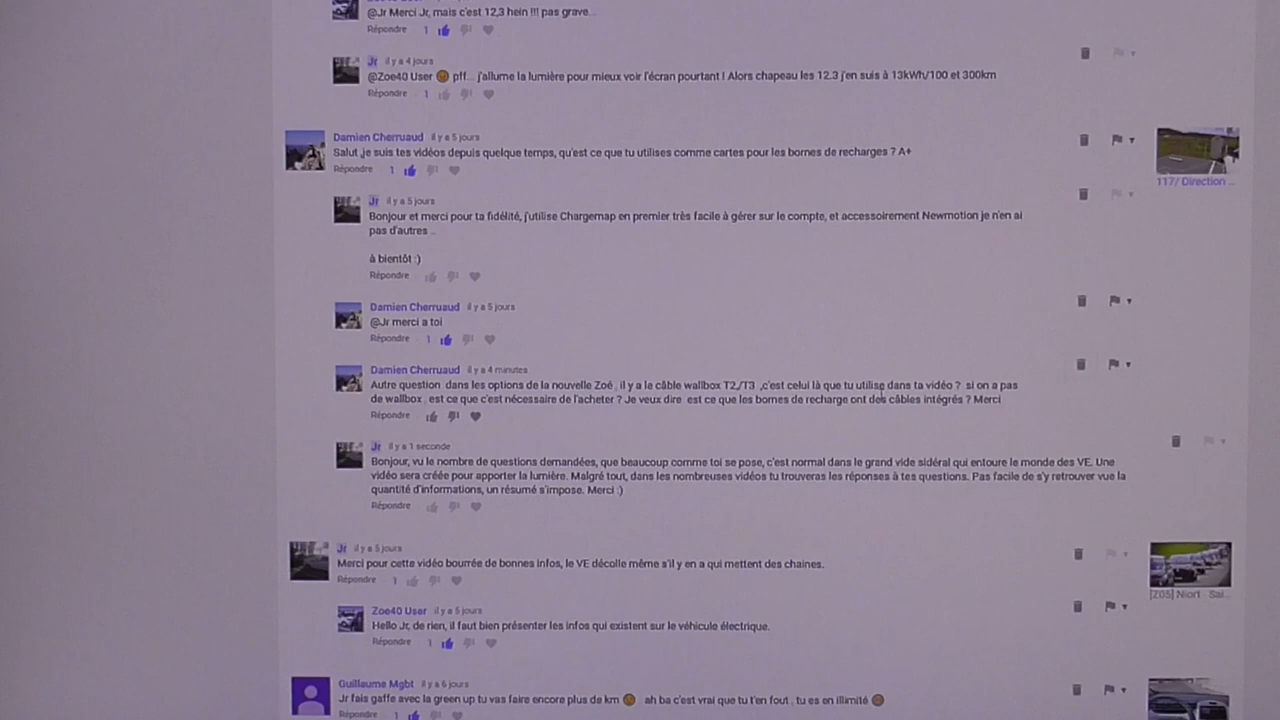 @Jr Merci Jr, mais c'est 12,3 hein !!! pas grave...
Répondre 1
Jr il y a 4 jours
@Zoe40 User pff... j'allume la lumière pour mieux voir l'écran pourtant ! Alors chapeau les 12.3 j'en suis à 13kWh/100 et 300km
Répondre 1
Damien Cherruaud il y a 5 jours
Salut je suis tes vidéos depuis quelque temps, qu'est ce que tu utilises comme cartes pour les bornes de recharges ? A+
Répondre 1
117/ Direction ...
Jr il y a 5 jours
Bonjour et merci pour ta fidélité, j'utilise Chargemap en premier très facile à gérer sur le compte, et accessoirement Newmotion je n'en ai
pas d'autres ...
à bientôt :)
Répondre
Damien Cherruaud il y a 5 jours
@Jr merci a toi
Répondre 1
Damien Cherruaud il y a 4 minutes
Autre question dans les options de la nouvelle Zoé , il y a le câble wallbox T2/T3 ,c'est celui là que tu utilise dans ta vidéo ? si on a pas
de wallbox , est ce que c'est nécessaire de l'acheter ? Je veux dire est ce que les bornes de recharge ont des câbles intégrés ? Merci
Répondre
Jr il y a 1 seconde
Bonjour, vu le nombre de questions demandées, que beaucoup comme toi se pose, c'est normal dans le grand vide sidéral qui entoure le monde des VE. Une
vidéo sera créée pour apporter la lumière. Malgré tout, dans les nombreuses vidéos tu trouveras les réponses à tes questions. Pas facile de s'y retrouver vue la
quantité d'informations, un résumé s'impose. Merci :)
Répondre
Jr il y a 5 jours
Merci pour cette vidéo bourrée de bonnes infos, le VE décolle même s'il y en a qui mettent des chaines.
Répondre 1
[Z05] Niort - Sai...
Zoe40 User il y a 5 jours
Hello Jr, de rien, il faut bien présenter les infos qui existent sur le véhicule électrique.
Répondre 1
Guillaume Mgbt il y a 6 jours
Jr fais gaffe avec la green up tu vas faire encore plus de km ah ba c'est vrai que tu t'en fout , tu es en illimité
Répondre 1